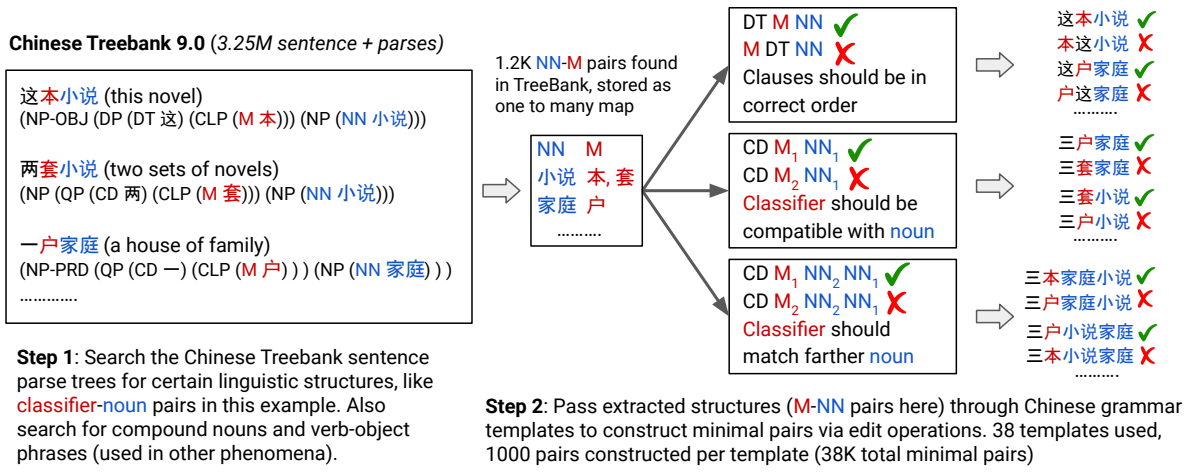 Chinese Treebank 9.0 (3.25M sentence + parses)
这本小说 (this novel)
(NP-OBJ (DP (DT 这) (CLP (M 本))) (NP (NN 小说)))
两套小说 (two sets of novels)
(NP (QP (CD 两) (CLP (M 套))) (NP (NN 小说)))
一户家庭 (a house of family)
(NP-PRD (QP (CD 一) (CLP (M 户) ) ) (NP (NN 家庭) ) )
………….
Step 1: Search the Chinese Treebank sentence
parse trees for certain linguistic structures, like
classifier-noun pairs in this example. Also
search for compound nouns and verb-object
phrases (used in other phenomena).
1.2K NN-M pairs found
in TreeBank, stored as
one to many map
NN M
小说 本, 套
家庭 户
……….
DT M NN ✔
M DT NN ✘
Clauses should be in
correct order
CD M₁ NN₁ ✔
CD M₂ NN₁ ✘
Classifier should be
compatible with noun
CD M₁ NN₂ NN₁ ✔
CD M₂ NN₂ NN₁ ✘
Classifier should
match farther noun
这本小说 ✔
本这小说 ✘
这户家庭 ✔
户这家庭 ✘
……….
三户家庭 ✔
三套家庭 ✘
三套小说 ✔
三户小说 ✘
……….
三本家庭小说 ✔
三户家庭小说 ✘
三户小说家庭 ✔
三本小说家庭 ✘
……….
Step 2: Pass extracted structures (M-NN pairs here) through Chinese grammar
templates to construct minimal pairs via edit operations. 38 templates used,
1000 pairs constructed per template (38K total minimal pairs)